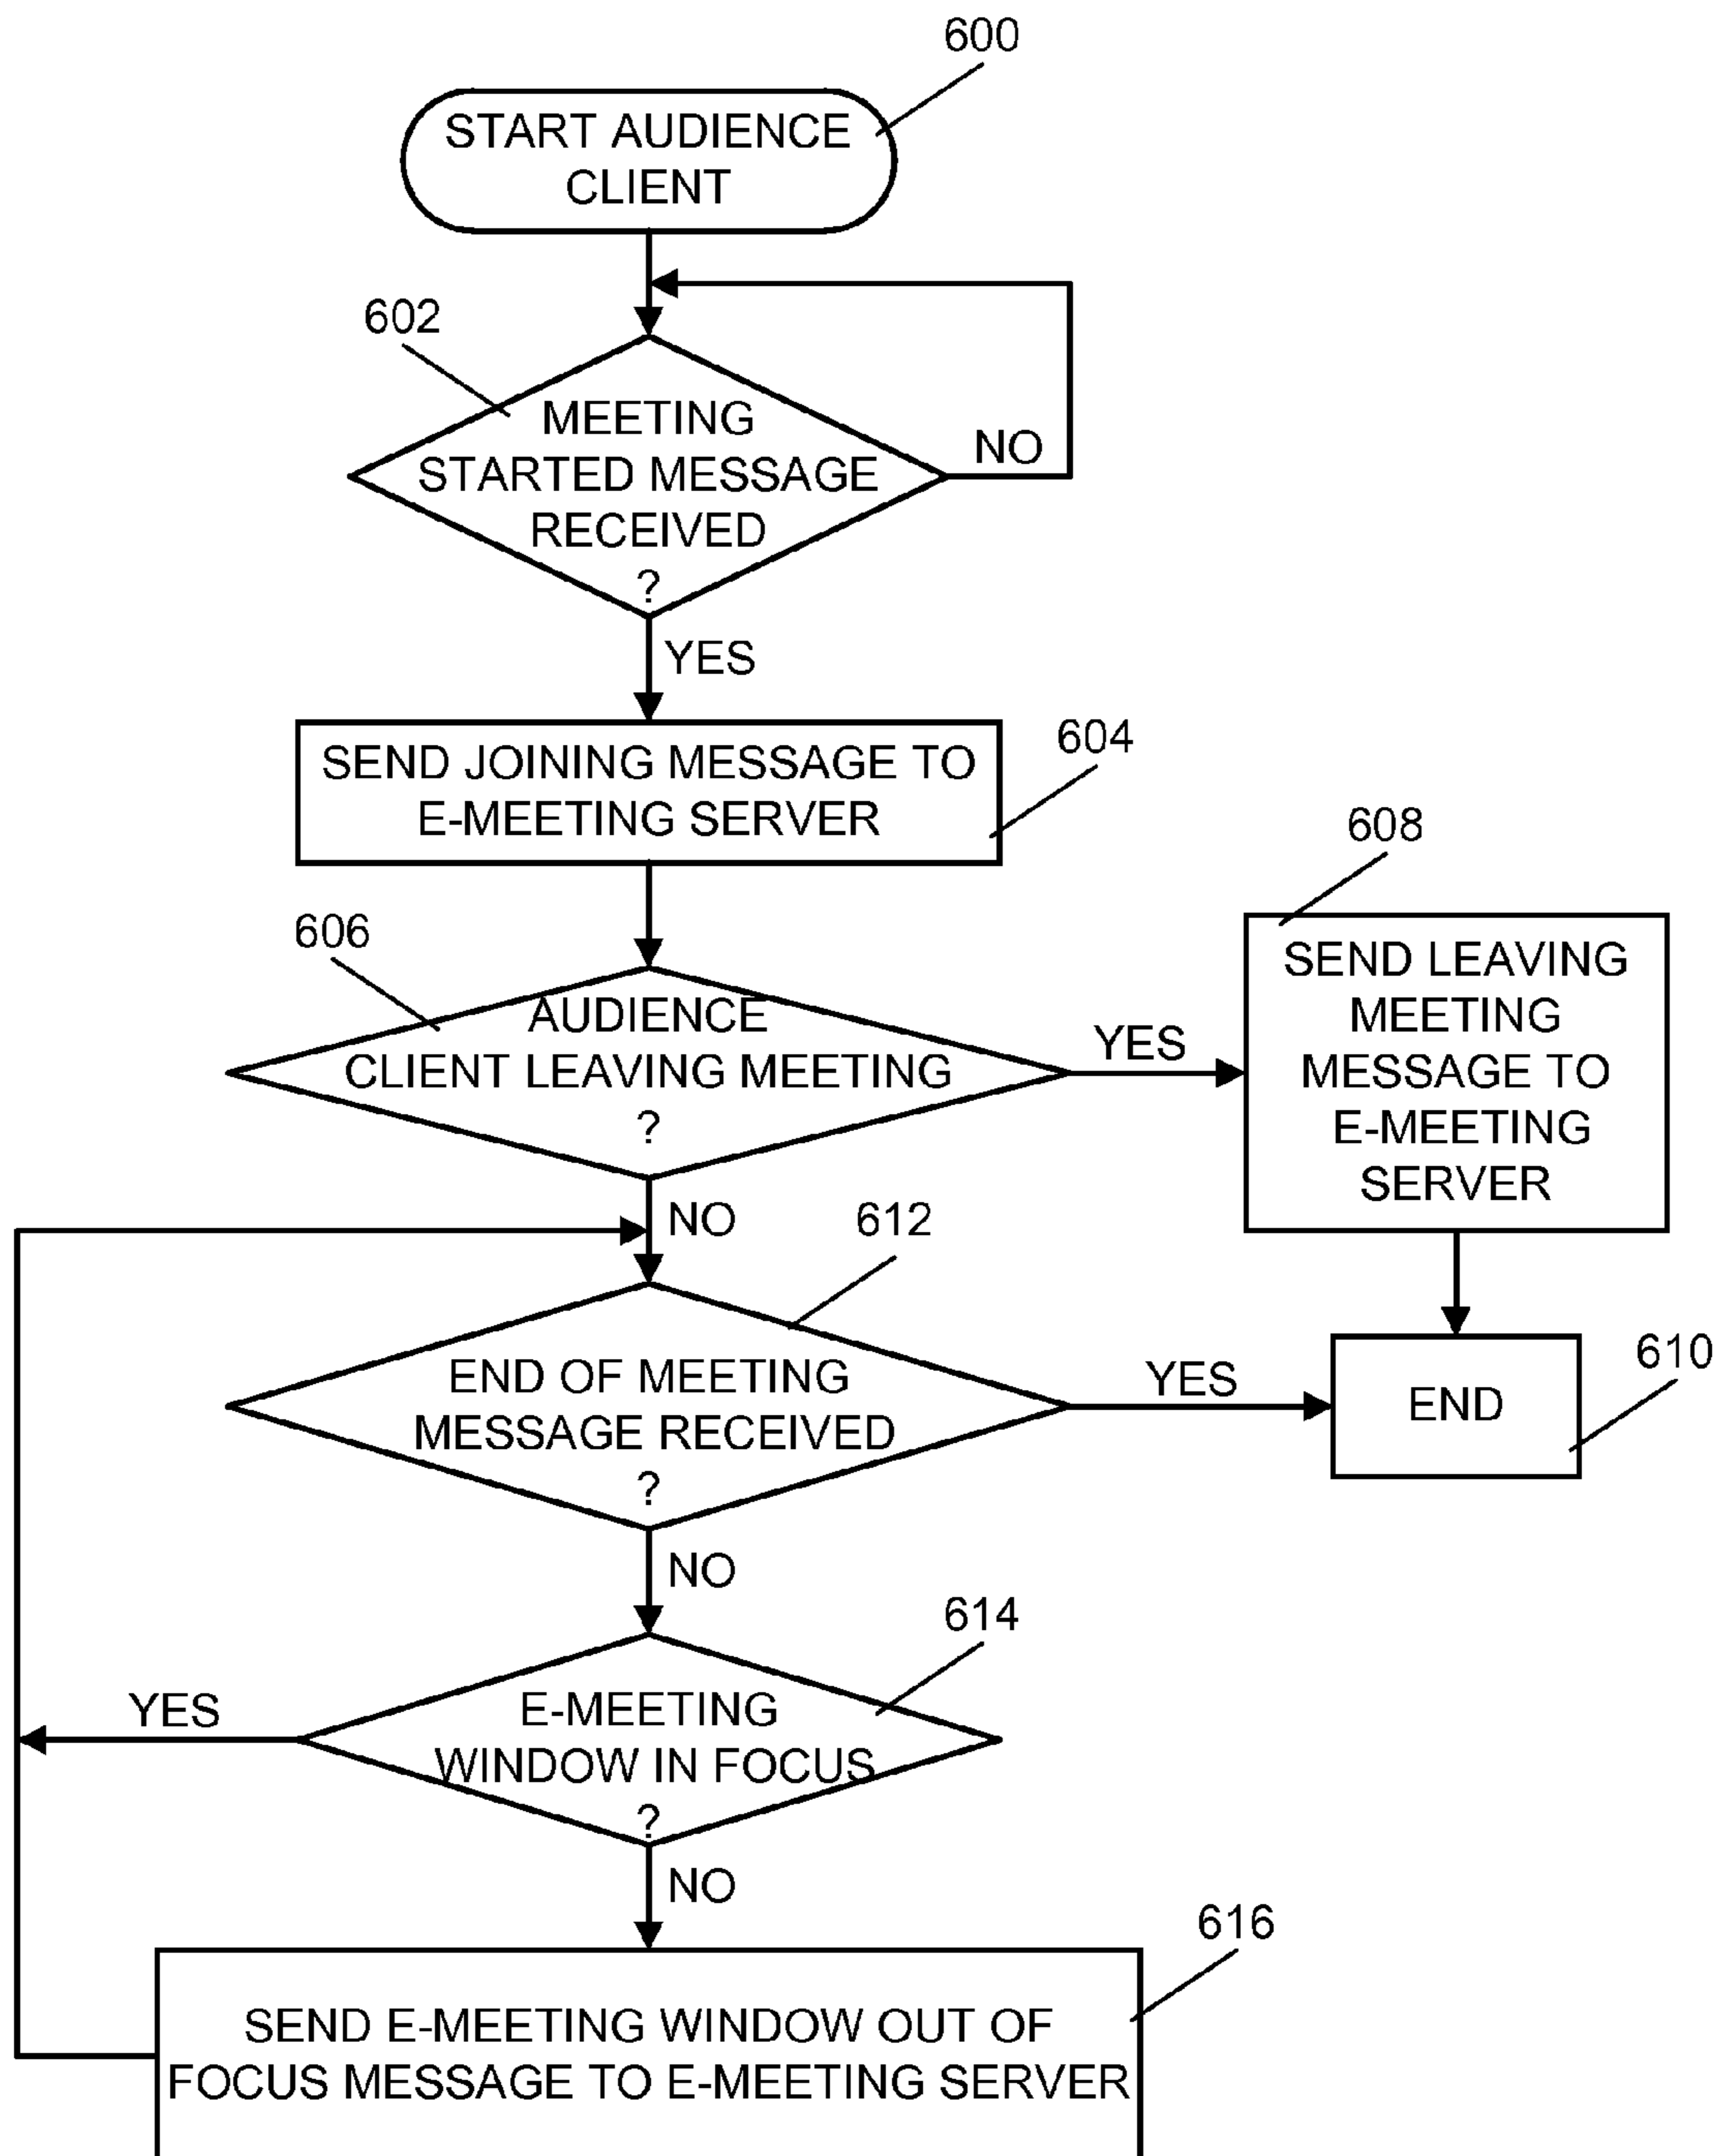 600
START AUDIENCE
CLIENT
602
MEETING
STARTED MESSAGE
RECEIVED
?
NO
YES
604
SEND JOINING MESSAGE TO
E-MEETING SERVER
606
AUDIENCE
CLIENT LEAVING MEETING
?
YES
608
SEND LEAVING
MEETING
MESSAGE TO
E-MEETING
SERVER
NO
612
END OF MEETING
MESSAGE RECEIVED
?
YES
610
END
NO
614
E-MEETING
WINDOW IN FOCUS
?
YES
NO
616
SEND E-MEETING WINDOW OUT OF
FOCUS MESSAGE TO E-MEETING SERVER